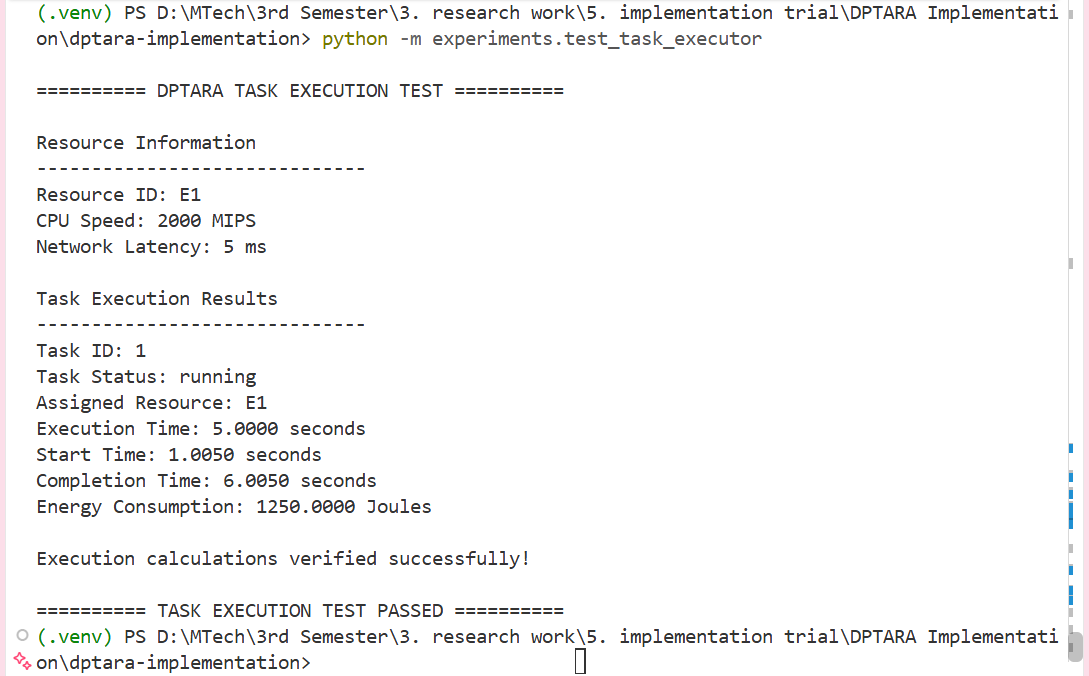 (.venv) PS D:\MTech\3rd Semester\3. research work\5. implementation trial\DPTARA Implementati
on\dptara-implementation> python -m experiments.test_task_executor
========== DPTARA TASK EXECUTION TEST ==========
Resource Information
------------------------------
Resource ID: E1
CPU Speed: 2000 MIPS
Network Latency: 5 ms
Task Execution Results
------------------------------
Task ID: 1
Task Status: running
Assigned Resource: E1
Execution Time: 5.0000 seconds
Start Time: 1.0050 seconds
Completion Time: 6.0050 seconds
Energy Consumption: 1250.0000 Joules
Execution calculations verified successfully!
========== TASK EXECUTION TEST PASSED ==========
(.venv) PS D:\MTech\3rd Semester\3. research work\5. implementation trial\DPTARA Implementati
on\dptara-implementation>